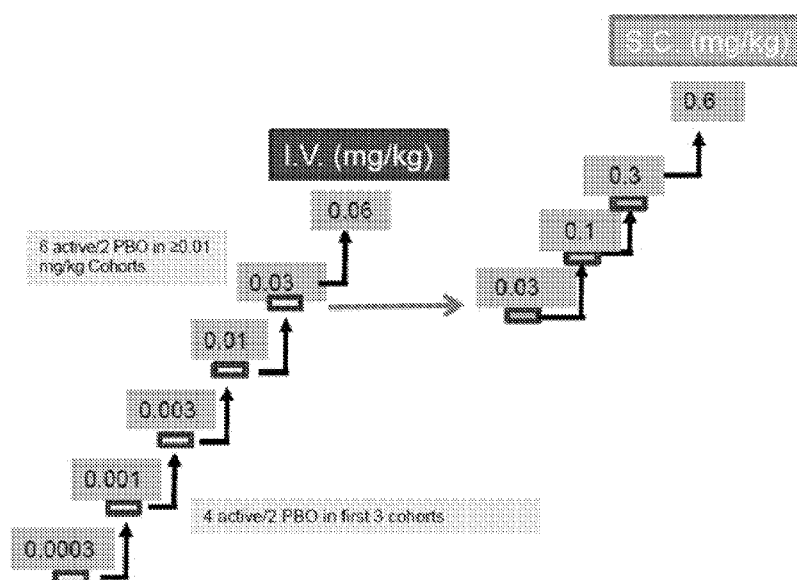 S.C. (mg/kg)
0.6
I.V. (mg/kg)
0.3
0.06
0.1
6 active/2 PBO in ≥0.01
mg/kg Cohorts
0.03
0.03
0.01
0.003
0.001
4 active/2 PBO in first 3 cohorts
0.0003